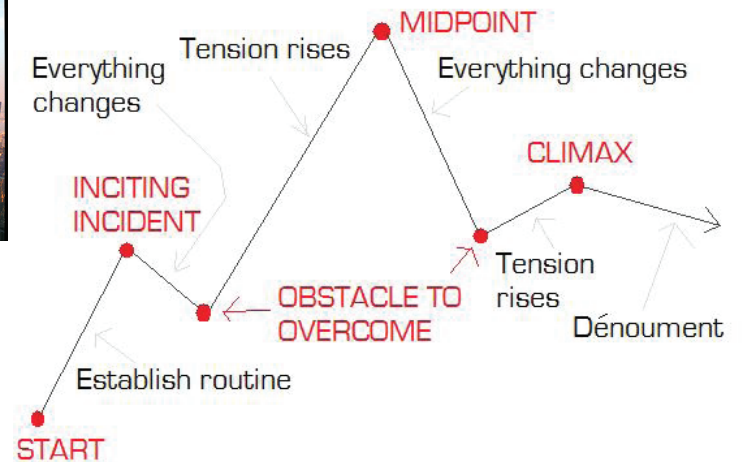 MIDPOINT
Tension rises
Everything
changes
Everything changes
CLIMAX
INCITING
INCIDENT
OBSTACLE TO
OVERCOME
Tension
rises
Dénoument
Establish routine
START